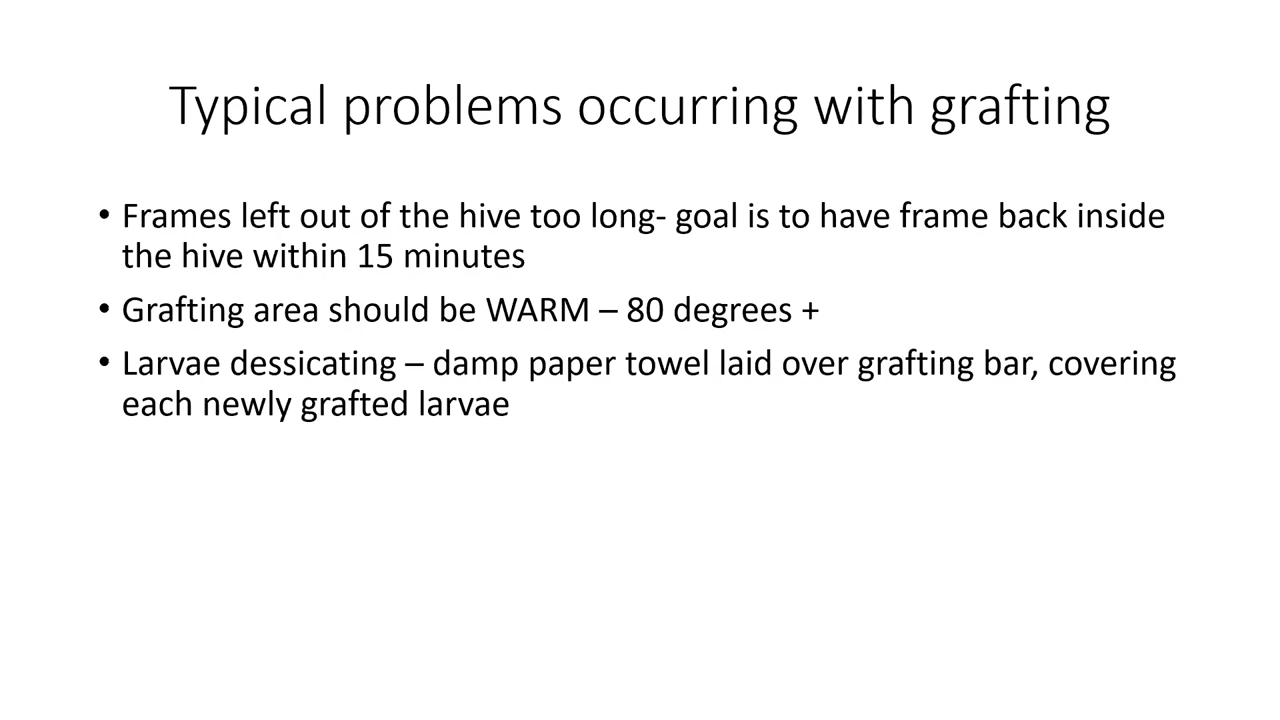 Typical problems occurring with grafting
• Frames left out of the hive too long- goal is to have frame back inside
the hive within 15 minutes
• Grafting area should be WARM – 80 degrees +
• Larvae dessicating – damp paper towel laid over grafting bar, covering
each newly grafted larvae